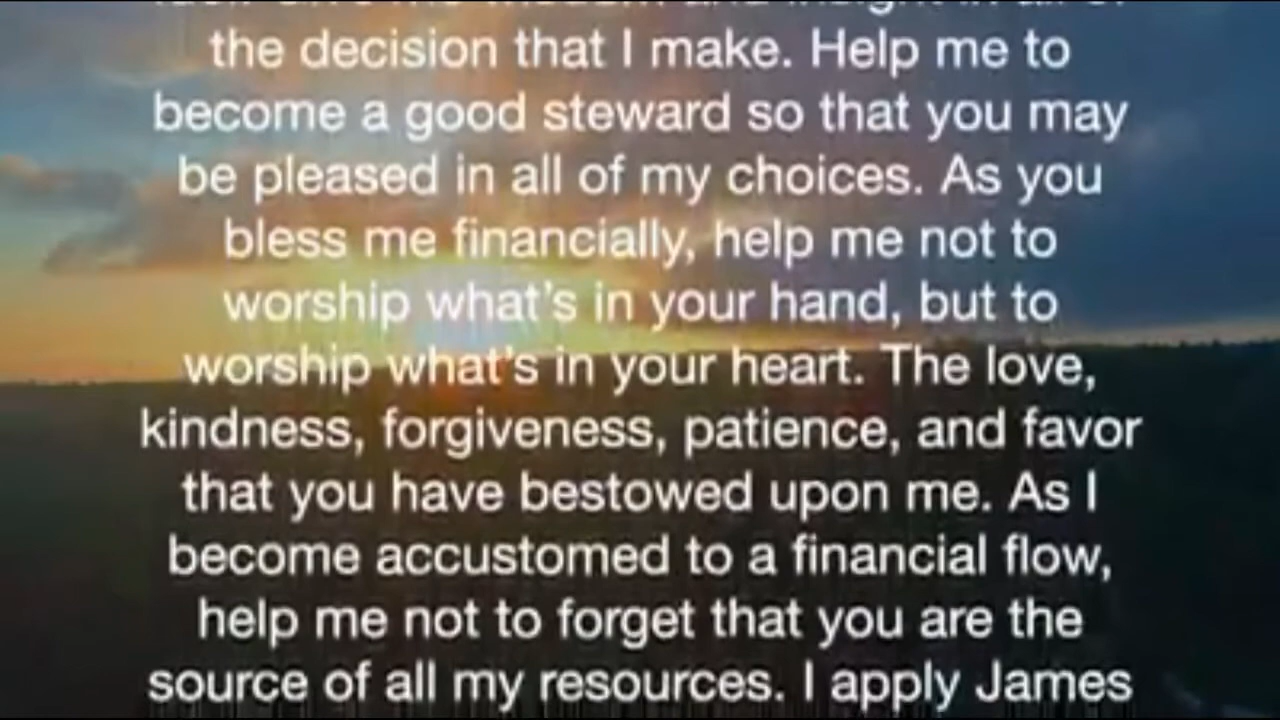 the decision that I make. Help me to
become a good steward so that you may
be pleased in all of my choices. As you
bless me financially, help me not to
worship what's in your hand, but to
worship what's in your heart. The love,
kindness, forgiveness, patience, and favor
that you have bestowed upon me. As I
become accustomed to a financial flow,
help me not to forget that you are the
source of all my resources. I apply James